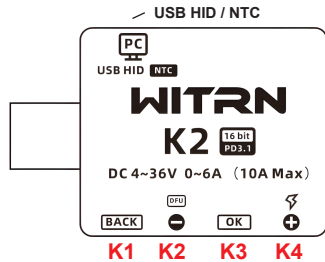 USB HID / NTC
PC
USB HID NTC
WITRN
K2 16 bit PD3.1
DC 4~36V 0~6A （10A Max）
DFU
BACK OK
K1 K2 K3 K4